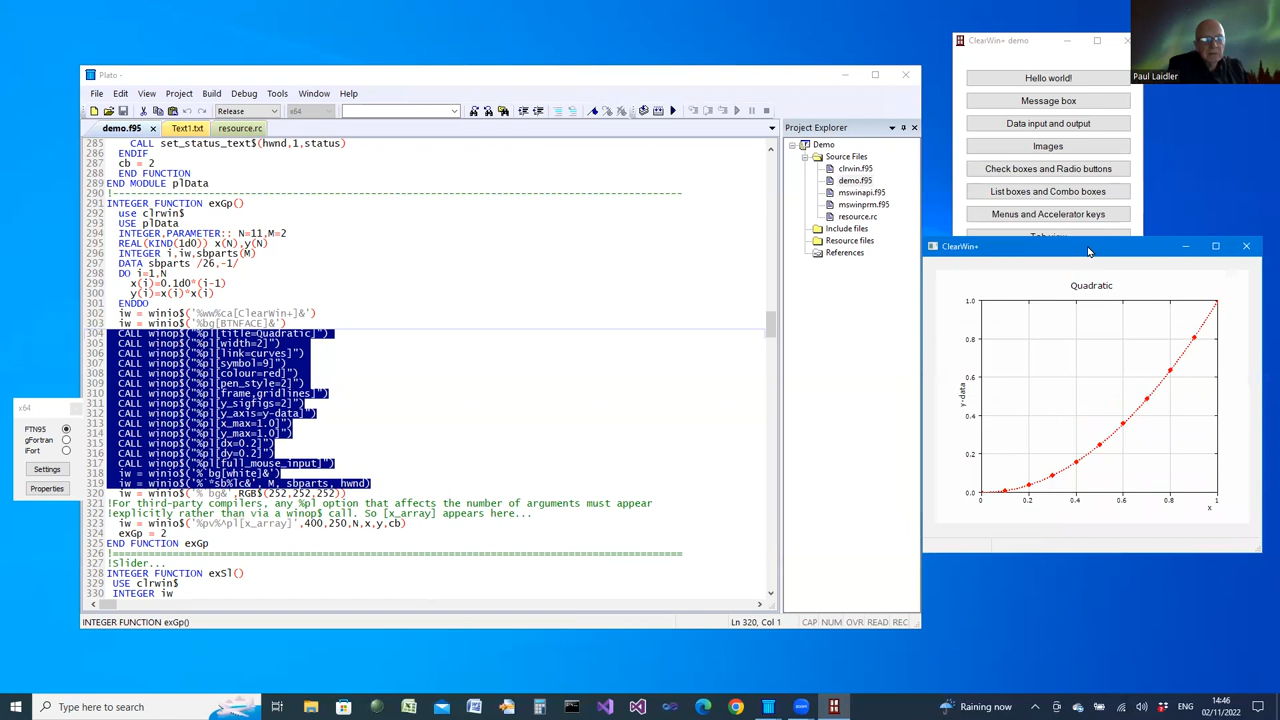 Plato -
File Edit View Project Build Debug Tools Window Help
Release x64
demo.f95 Text1.txt resource.rc
285 CALL set_status_text$(hwnd,1,status)
286 ENDIF
287 cb = 2
288 END FUNCTION
289 END MODULE plData
290 !--------------------------------------------------------------------------------
291 INTEGER FUNCTION exGp()
292 use clrwin$
293 USE plData
294 INTEGER,PARAMETER:: N=11,M=2
295 REAL(KIND(1d0)) x(N),y(N)
296 INTEGER i,iw,sbparts(M)
297 DATA sbparts /26,-1/
298 DO i=1,N
299 x(i)=0.1d0*(i-1)
300 y(i)=x(i)*x(i)
301 ENDDO
302 iw = winio$('%ww%ca[ClearWin+]&')
303 iw = winio$('%bg[BTNFACE]&')
304 CALL winop$("%pl[title=Quadratic]")
305 CALL winop$("%pl[width=2]")
306 CALL winop$("%pl[link=curves]")
307 CALL winop$("%pl[symbol=9]")
308 CALL winop$("%pl[colour=red]")
309 CALL winop$("%pl[pen_style=2]")
310 CALL winop$("%pl[frame,gridlines]")
311 CALL winop$("%pl[y_sigfigs=2]")
312 CALL winop$("%pl[y_axis=y-data]")
313 CALL winop$("%pl[x_max=1.0]")
314 CALL winop$("%pl[y_max=1.0]")
315 CALL winop$("%pl[dx=0.2]")
316 CALL winop$("%pl[dy=0.2]")
317 CALL winop$("%pl[full_mouse_input]")
318 iw = winio$('%`bg[white]&')
319 iw = winio$('%`*sb%lc&', M, sbparts, hwnd)
320 iw = winio$('%`bg&',RGB$(252,252,252))
321 !For third-party compilers, any %pl option that affects the number of arguments must appear
322 !explicitly rather than via a winop$ call. So [x_array] appears here...
323 iw = winio$('%pv%^pl[x_array]',400,250,N,x,y,cb)
324 exGp = 2
325 END FUNCTION exGp
326 !================================================================================
327 !Slider...
328 INTEGER FUNCTION exSl()
329 USE clrwin$
330 INTEGER iw
INTEGER FUNCTION exGp()
Ln 320, Col 1 CAP NUM OVR READ REC
Project Explorer
Demo
Source Files
clrwin.f95
demo.f95
mswinapi.f95
mswinprm.f95
resource.rc
Include files
Resource files
References
x64
FTN95
gFortran
iFort
Settings
Properties
ClearWin+ demo
Hello world!
Message box
Data input and output
Images
Check boxes and Radio buttons
List boxes and Combo boxes
Menus and Accelerator keys
Paul Laidler
ClearWin+
Quadratic
y-data
1.0
0.8
0.6
0.4
0.2
0.0
0 0.2 0.4 0.6 0.8 1
x
Type here to search
Raining now
14:46
02/11/2022